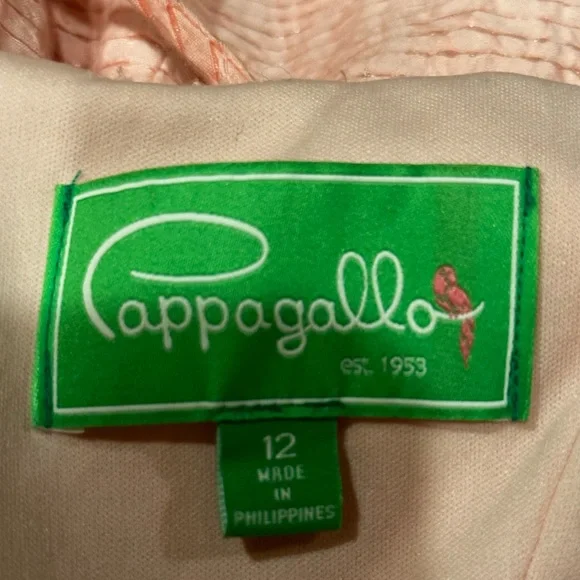 Pappagallo
est. 1953
12
MADE
IN
PHILIPPINES